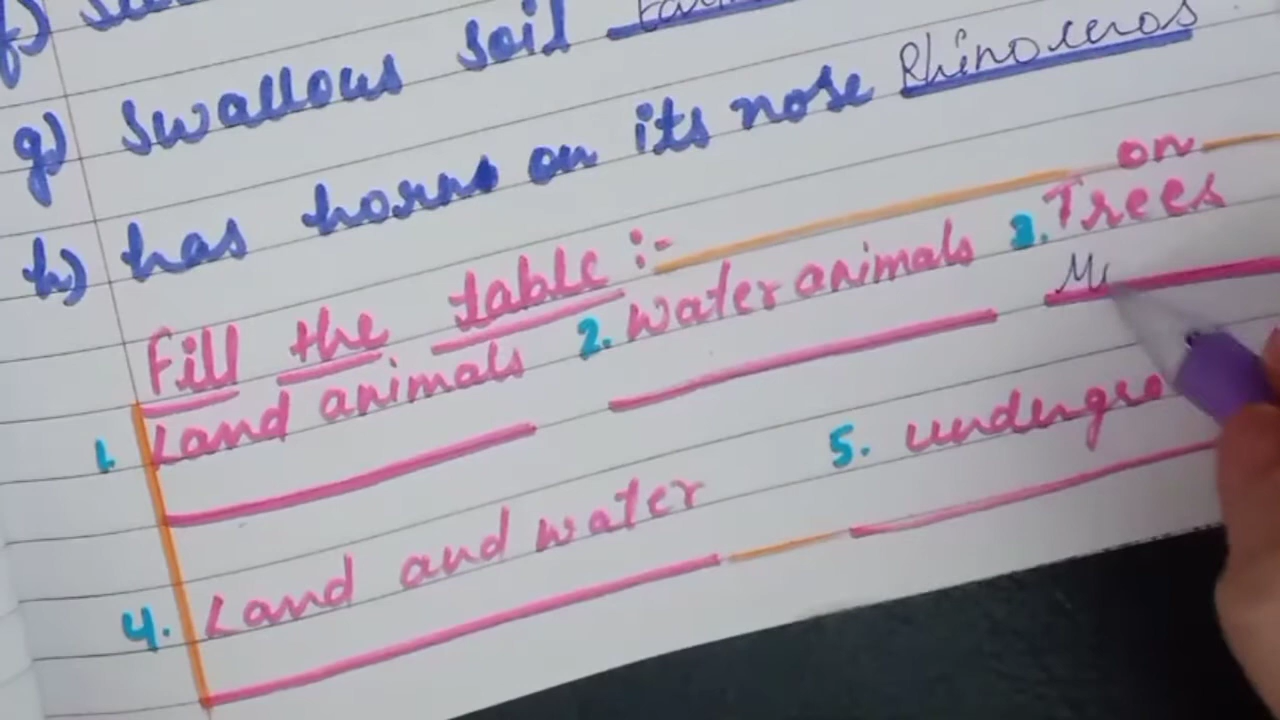 g) Swallows soil
h) has horns on its nose Rhinoceros
Fill the table :-
1. Land animals 2. Water animals 3. on Trees
4. Land and water 5. undergro